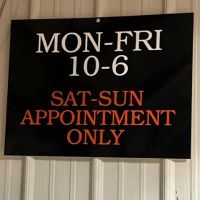 MON-FRI
10-6
SAT-SUN
APPOINTMENT
ONLY